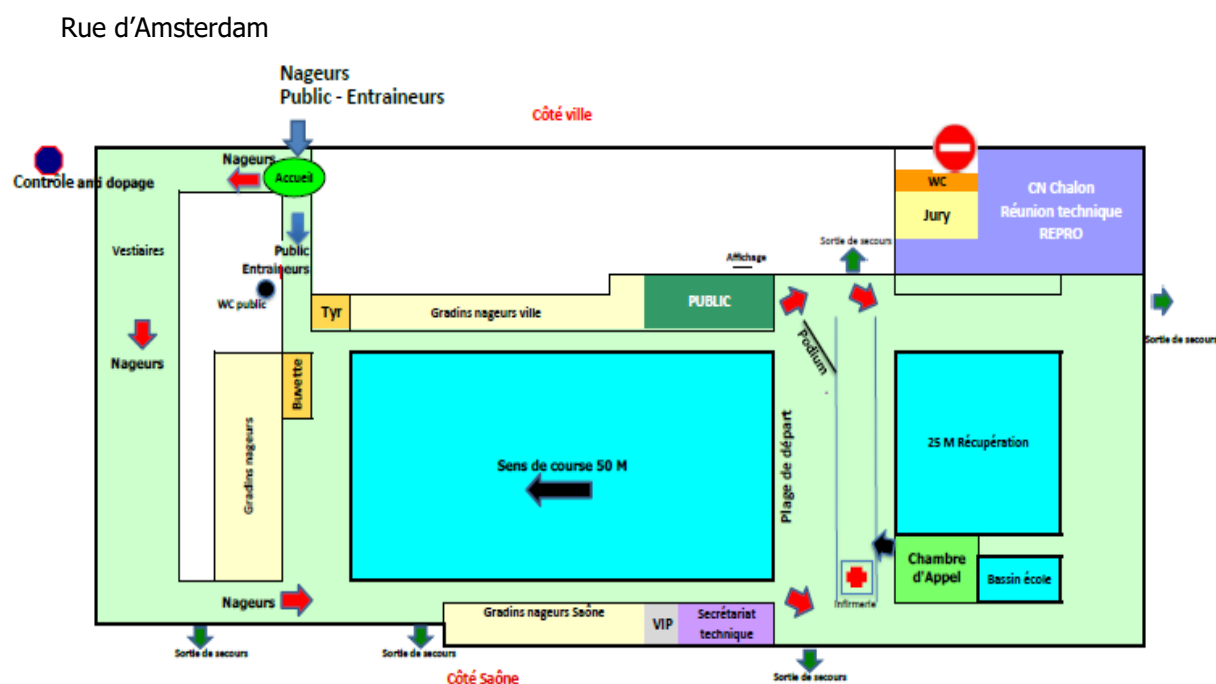 Rue d’Amsterdam
Nageurs
Public - Entraineurs
Côté ville
Nageurs
Accueil
Contrôle anti dopage
WC
Jury
CN Chalon
Réunion technique
REPRO
Vestiaires
Public
Entraineurs
WC public
Sortie de secours
Affichage
Tyr
Gradins nageurs ville
PUBLIC
Podium
Sortie de secours
Nageurs
Buvette
Gradins nageurs
Sens de course 50 M
Plage de départ
25 M Récupération
Chambre
d'Appel
Bassin école
Infirmerie
Nageurs
Gradins nageurs Saône
VIP
Secrétariat
technique
Sortie de secours
Sortie de secours
Côté Saône
Sortie de secours